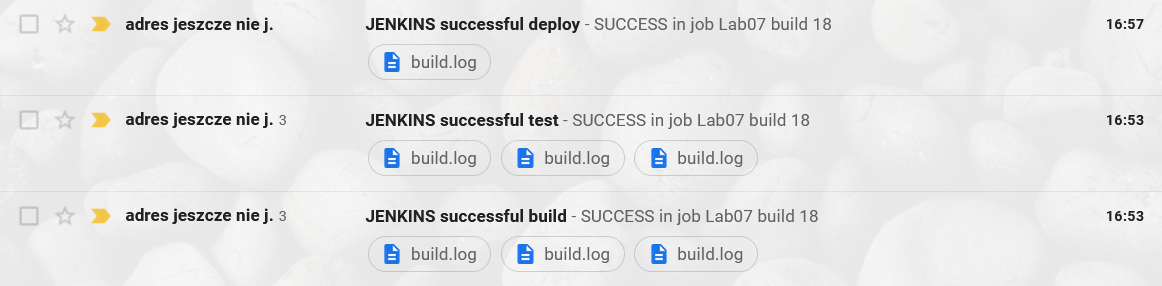 adres jeszcze nie j. JENKINS successful deploy - SUCCESS in job Lab07 build 18 16:57
build.log
adres jeszcze nie j. 3 JENKINS successful test - SUCCESS in job Lab07 build 18 16:53
build.log build.log build.log
adres jeszcze nie j. 3 JENKINS successful build - SUCCESS in job Lab07 build 18 16:53
build.log build.log build.log